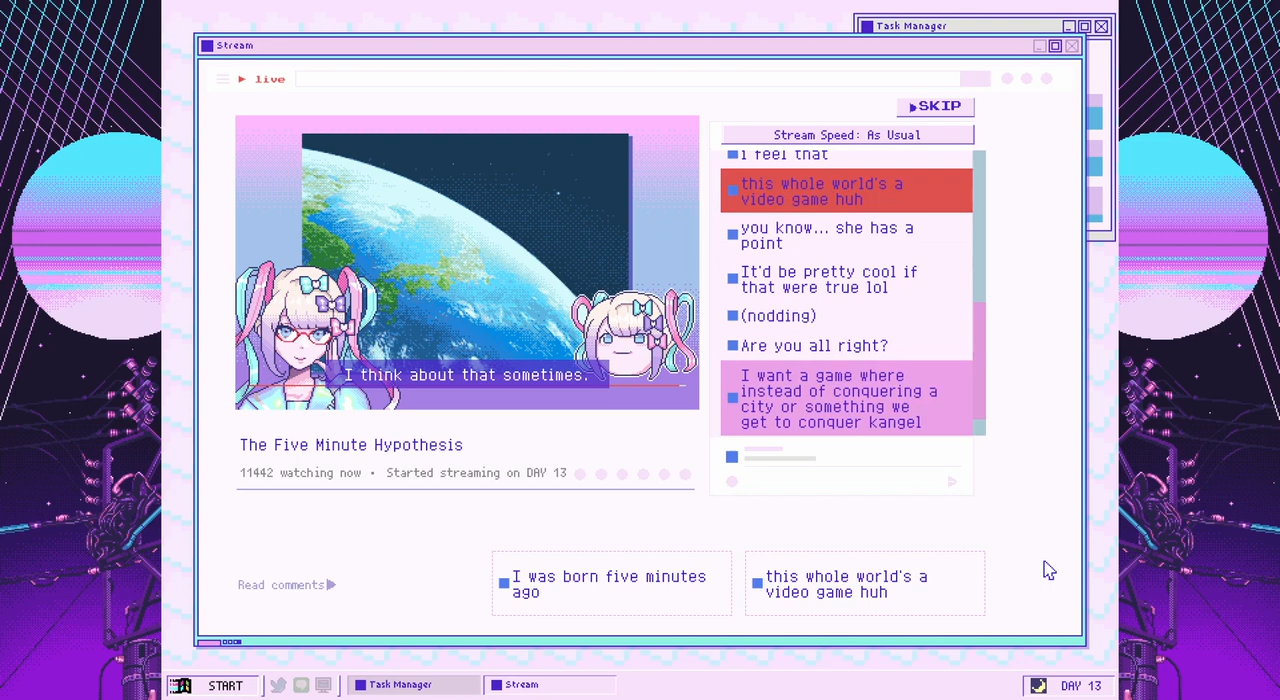 Task Manager
Stream
live
SKIP
Stream Speed: As Usual
I feel that
this whole world's a
video game huh
you know... she has a
point
It'd be pretty cool if
that were true lol
(nodding)
Are you all right?
I want a game where
instead of conquering a
city or something we
get to conquer kangel
I think about that sometimes.
The Five Minute Hypothesis
11442 watching now • Started streaming on DAY 13
Read comments
I was born five minutes
ago
this whole world's a
video game huh
START
Task Manager
Stream
DAY 13